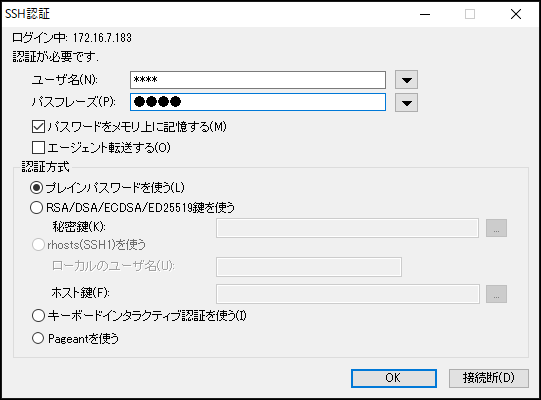 SSH認証
ログイン中: 172.16.7.183
認証が必要です.
ユーザ名(N): ****
パスフレーズ(P): ●●●●
パスワードをメモリ上に記憶する(M)
エージェント転送する(O)
認証方式
プレインパスワードを使う(L)
RSA/DSA/ECDSA/ED25519鍵を使う
秘密鍵(K): ...
rhosts(SSH1)を使う
ローカルのユーザ名(U):
ホスト鍵(F): ...
キーボードインタラクティブ認証を使う(I)
Pageantを使う
OK 接続断(D)